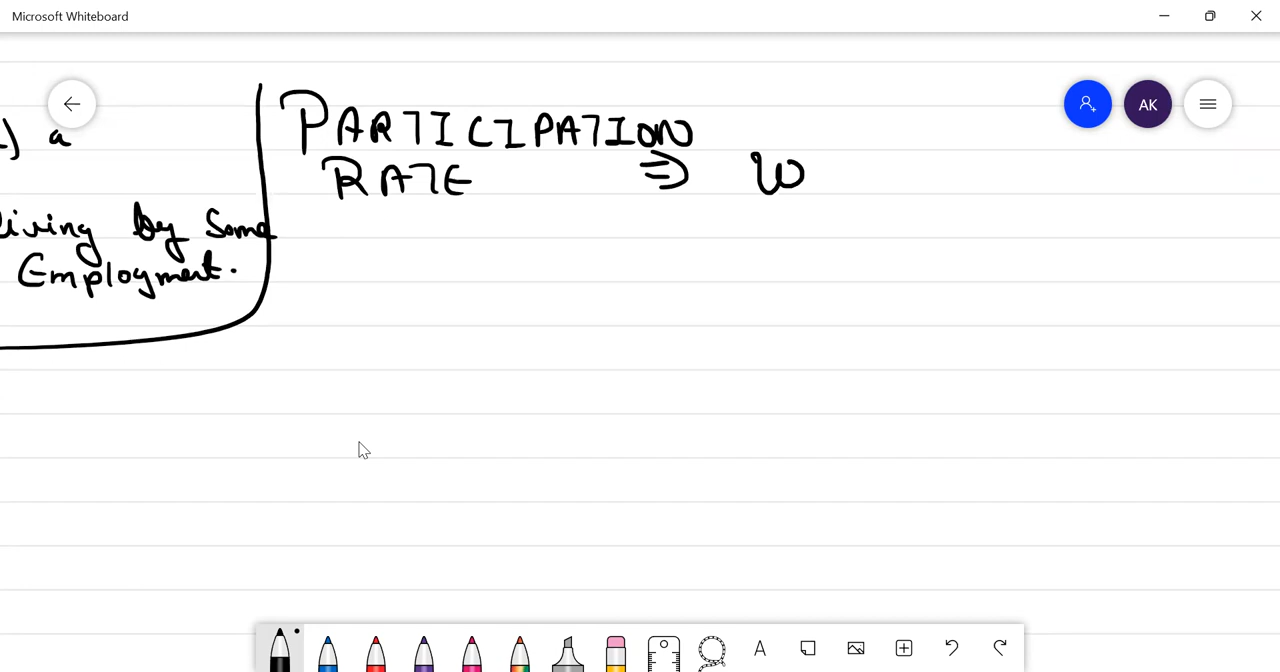 Microsoft Whiteboard
AK
a
PARTICIPATION
RATE ⇒ W
living by Some
Employment.
A